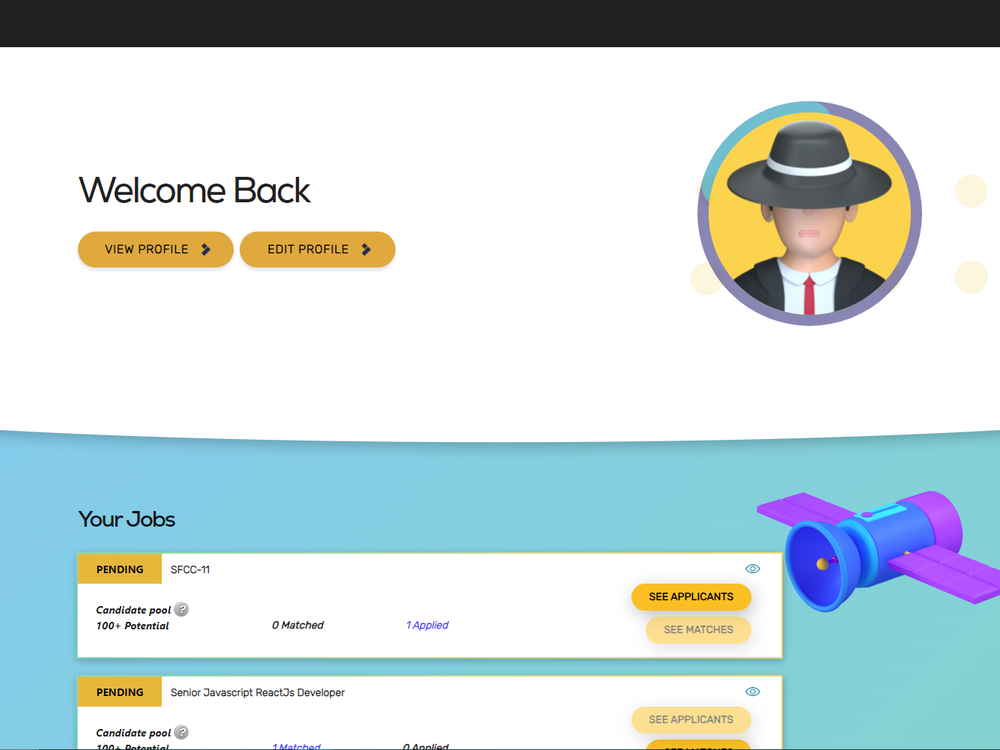 Welcome Back
VIEW PROFILE EDIT PROFILE
Your Jobs
PENDING SFCC-11
SEE APPLICANTS
Candidate pool ?
100+ Potential 0 Matched 1 Applied
SEE MATCHES
PENDING Senior Javascript ReactJs Developer
SEE APPLICANTS
Candidate pool ?
100+ Potential 1 Matched 0 Applied